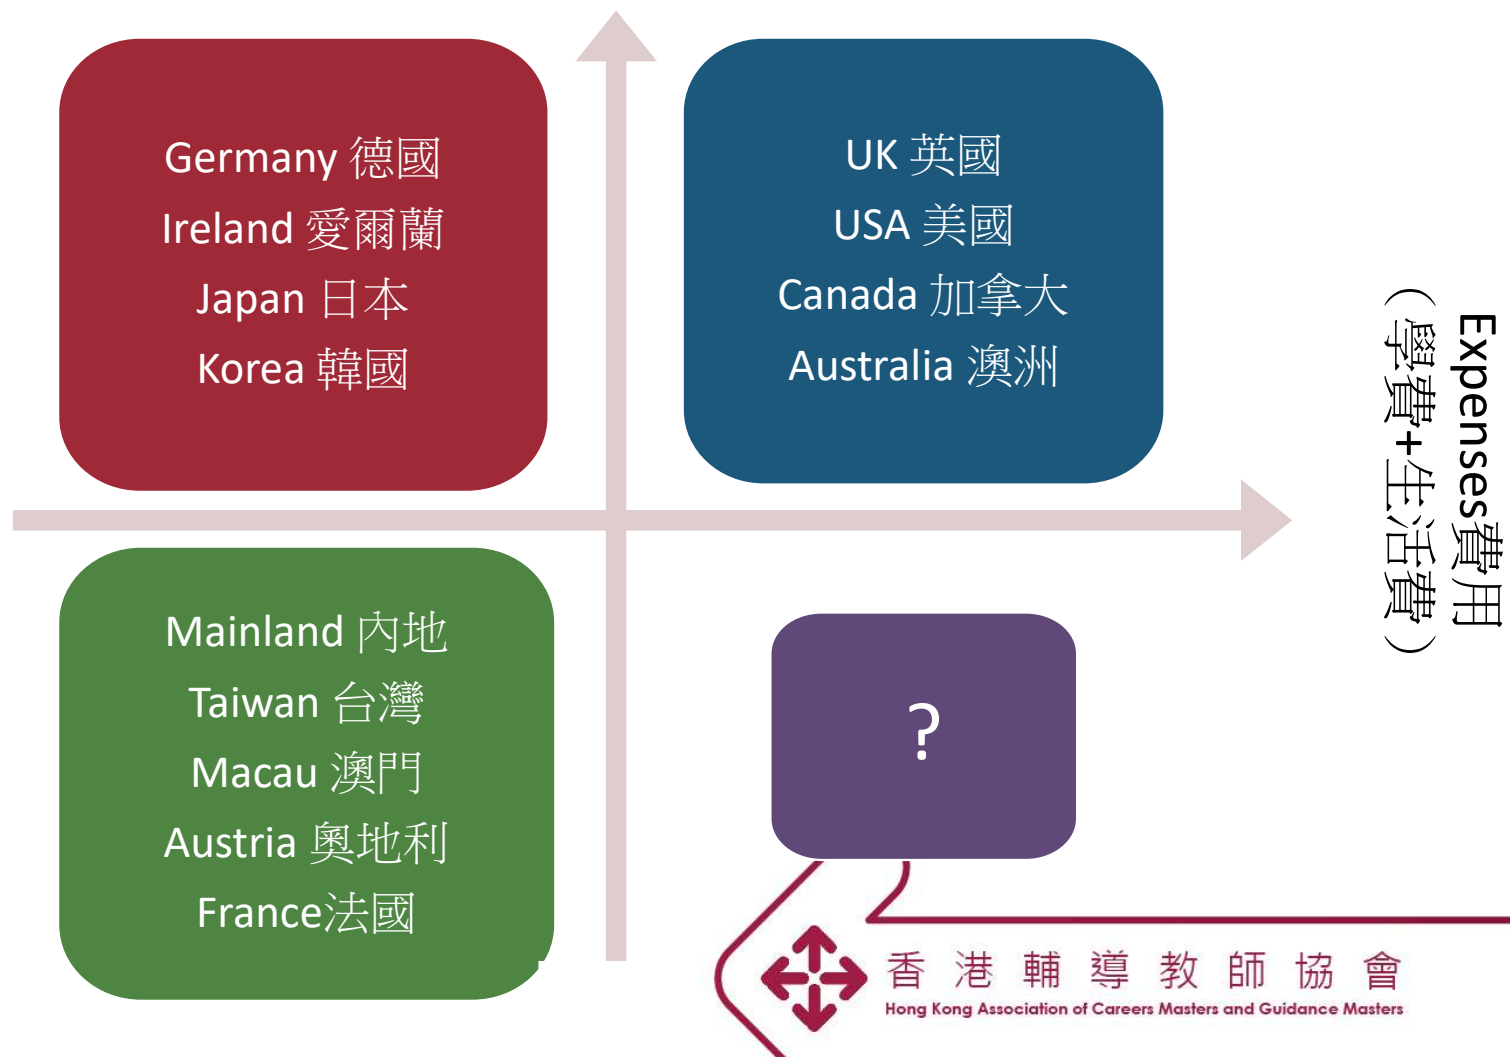 Germany 德國
Ireland 愛爾蘭
Japan 日本
Korea 韓國
UK 英國
USA 美國
Canada 加拿大
Australia 澳洲
Expenses費用
（學費+生活費）
Mainland 內地
Taiwan 台灣
Macau 澳門
Austria 奧地利
France法國
?
香港輔導教師協會
Hong Kong Association of Careers Masters and Guidance Masters